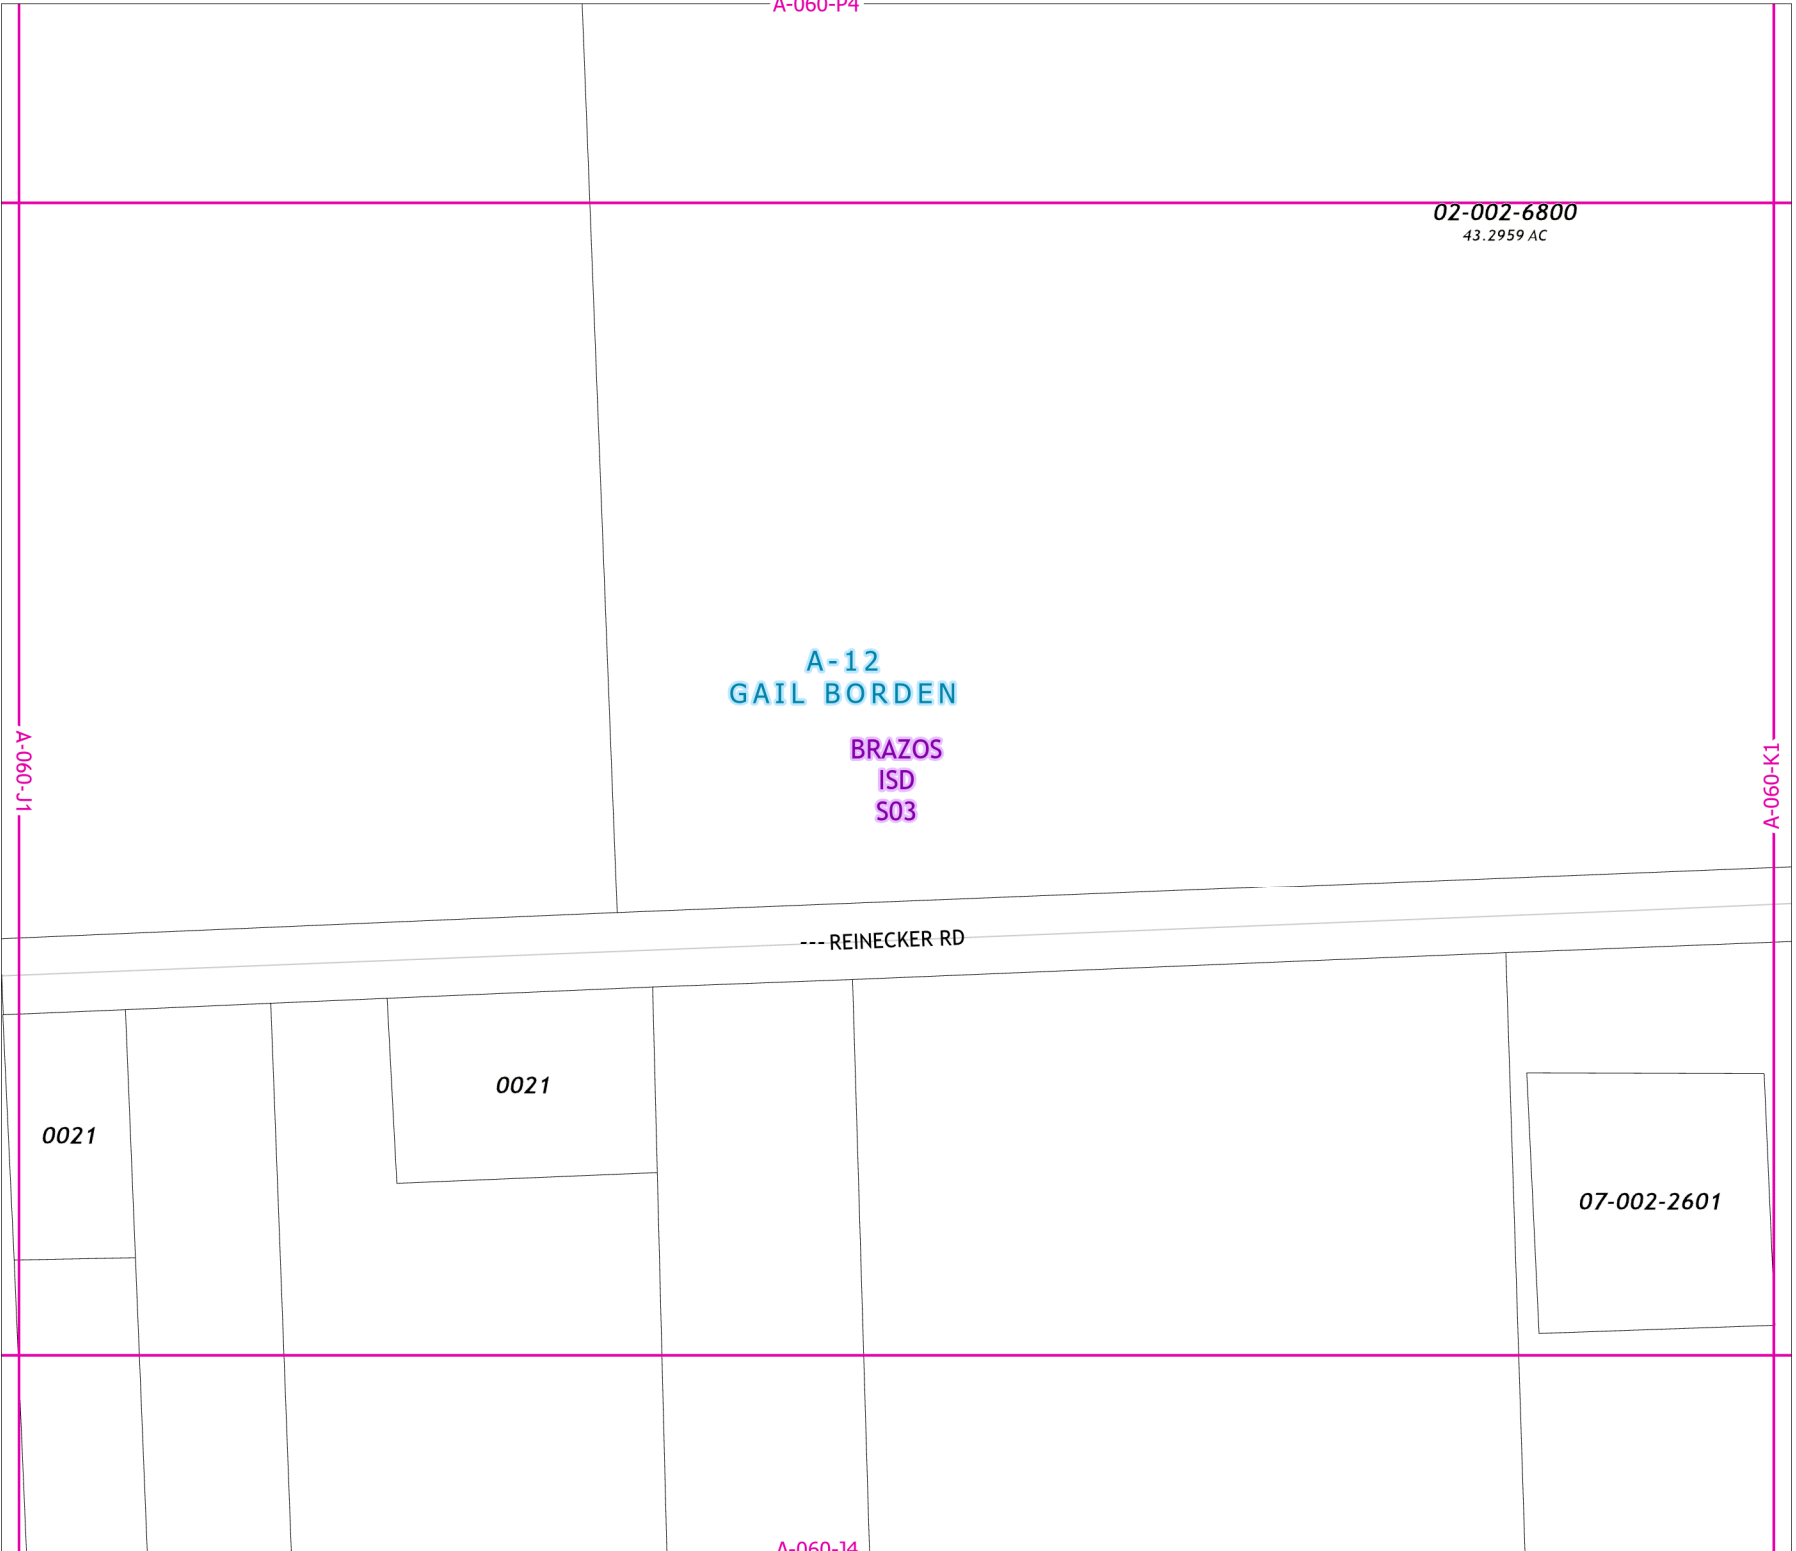 A-060-P4
02-002-6800
43.2959 AC
A-12
GAIL BORDEN
BRAZOS
ISD
S03
A-060-J1
A-060-K1
--- REINECKER RD
0021
0021
07-002-2601
A-060-J4